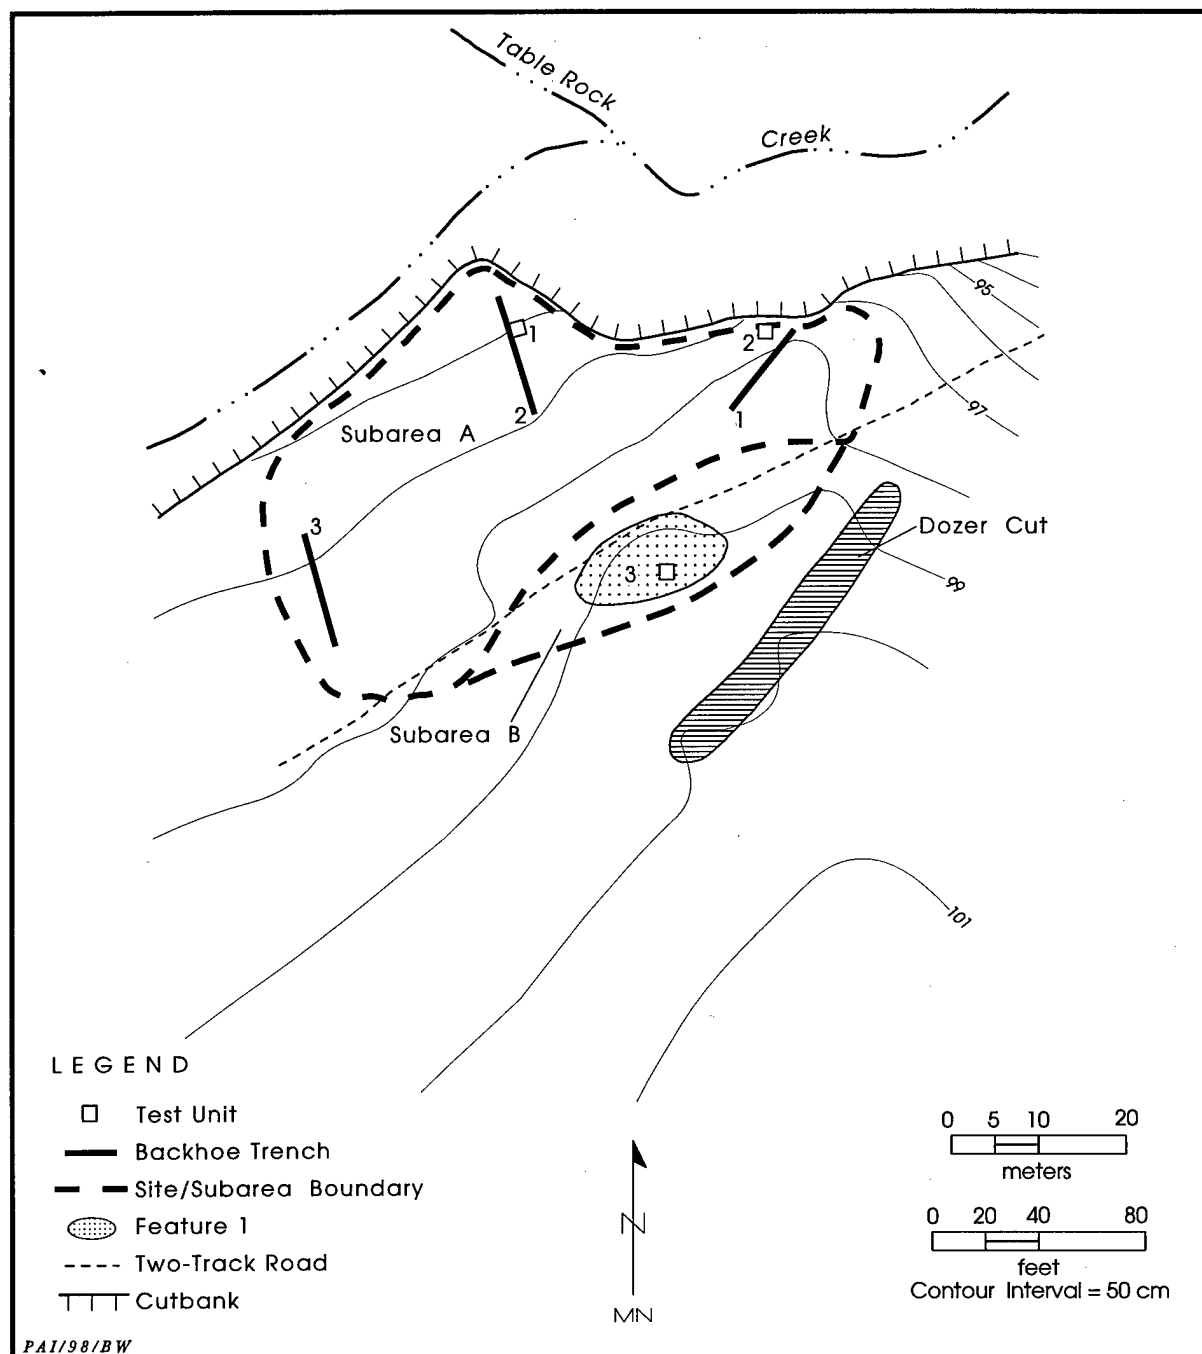 Table Rock
Creek
95
1
2
2
1
97
Subarea A
3
Dozer Cut
3
99
Subarea B
101
LEGEND
Test Unit
Backhoe Trench
Site/Subarea Boundary
Feature 1
Two-Track Road
Cutbank
N
MN
0 5 10 20
meters
0 20 40 80
feet
Contour Interval = 50 cm
PAI/98/BW